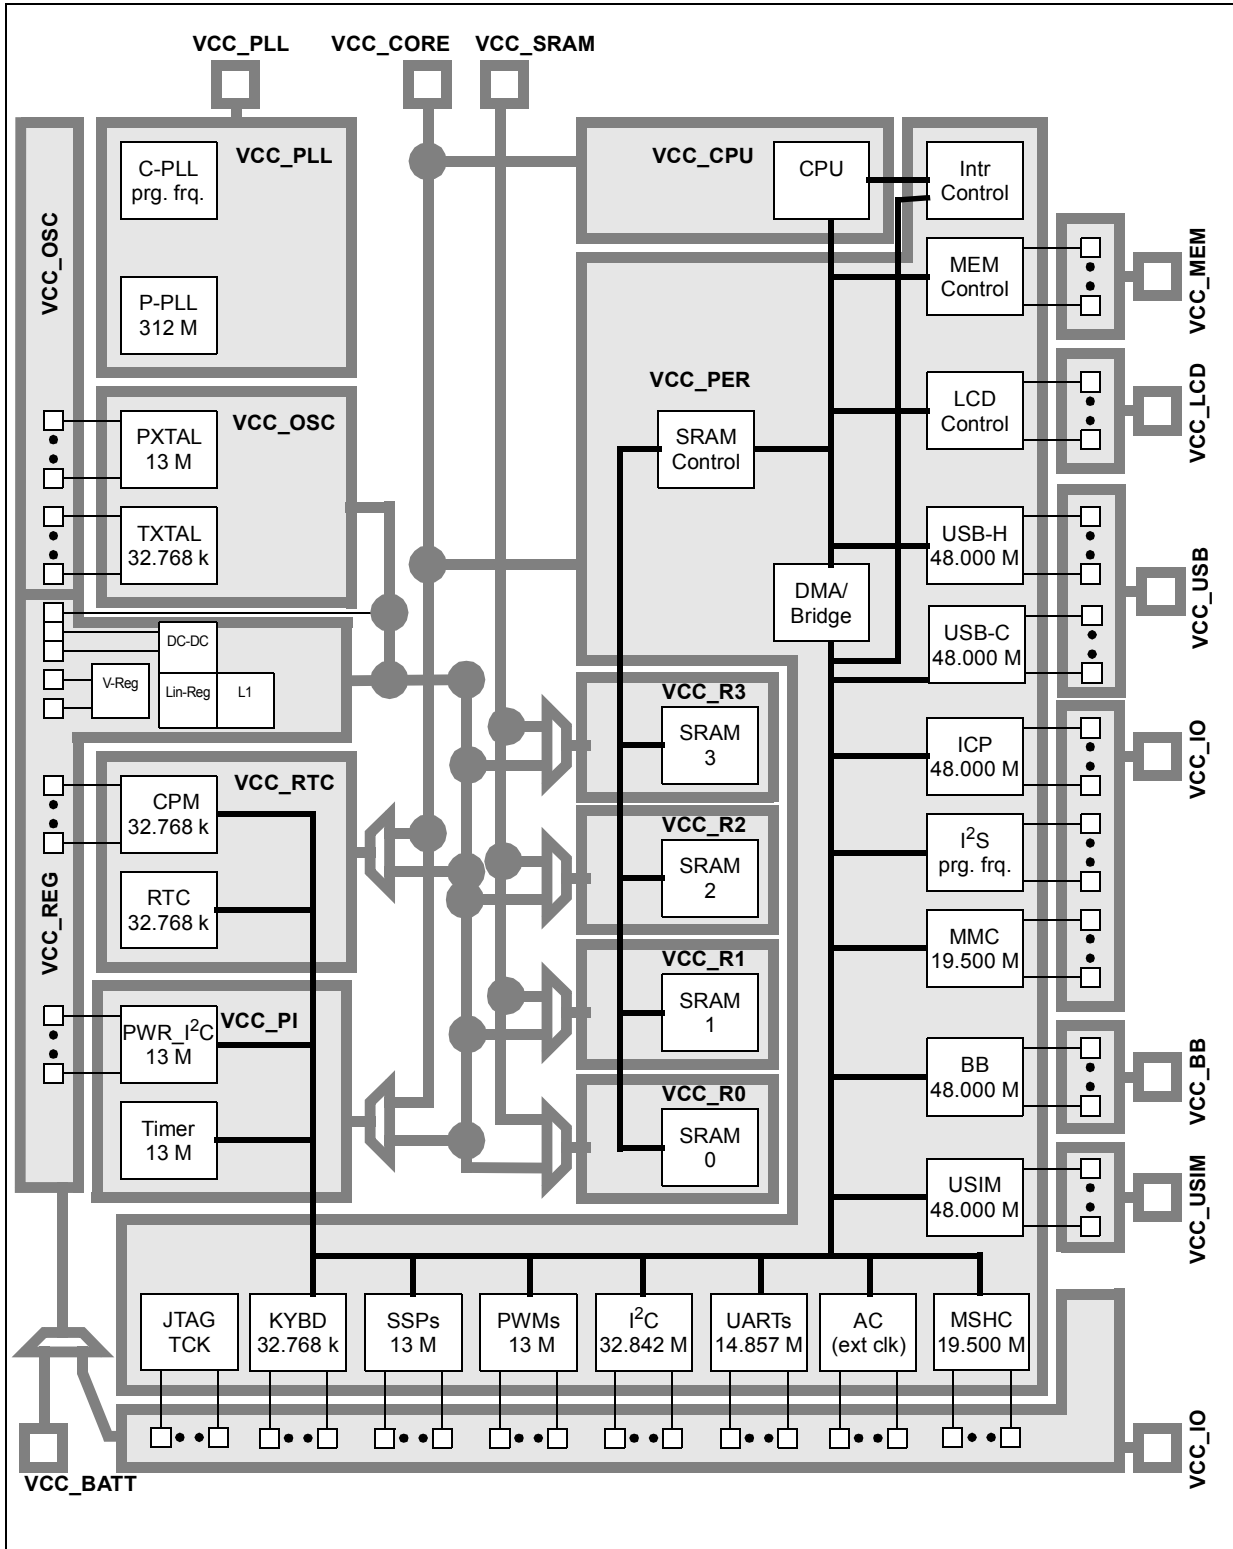 VCC_PLL
VCC_CORE
VCC_SRAM
VCC_OSC
VCC_PLL
C-PLL
prg. frq.
P-PLL
312 M
VCC_CPU
CPU
Intr
Control
MEM
Control
VCC_MEM
VCC_OSC
PXTAL
13 M
TXTAL
32.768 k
VCC_PER
SRAM
Control
LCD
Control
VCC_LCD
USB-H
48.000 M
DMA/
Bridge
USB-C
48.000 M
VCC_USB
DC-DC
V-Reg
Lin-Reg
L1
VCC_R3
SRAM
3
ICP
48.000 M
VCC_IO
VCC_REG
VCC_RTC
CPM
32.768 k
RTC
32.768 k
VCC_R2
SRAM
2
I2S
prg. frq.
MMC
19.500 M
VCC_R1
SRAM
1
VCC_PI
PWR_I2C
13 M
Timer
13 M
BB
48.000 M
VCC_BB
VCC_R0
SRAM
0
USIM
48.000 M
VCC_USIM
JTAG
TCK
KYBD
32.768 k
SSPs
13 M
PWMs
13 M
I2C
32.842 M
UARTs
14.857 M
AC
(ext clk)
MSHC
19.500 M
VCC_BATT
VCC_IO